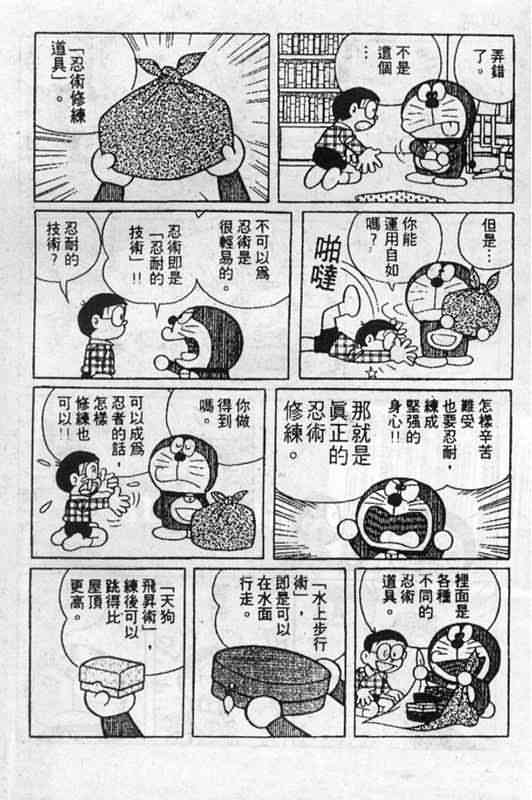 弄錯
了。
不是
這個
…
「忍術修練
道具」。
但是…
你能
運用自如
嗎?
啪噠
不可以為
忍術是
很輕易的。
忍術即是
「忍耐的
技術」!!
忍耐的
技術?
怎樣辛苦
難受
也要忍耐,
練成
堅强的
身心!!
那就是
眞正的
忍術
修練。
你做
得到
嗎。
可以成為
忍者的話,
怎樣
修練也
可以!!
裡面是
各種
不同的
忍術
道具。
「水上步行
術」,
即是可以
在水面
行走。
「天狗
飛昇術」,
練後可以
跳得比
屋頂
更高。